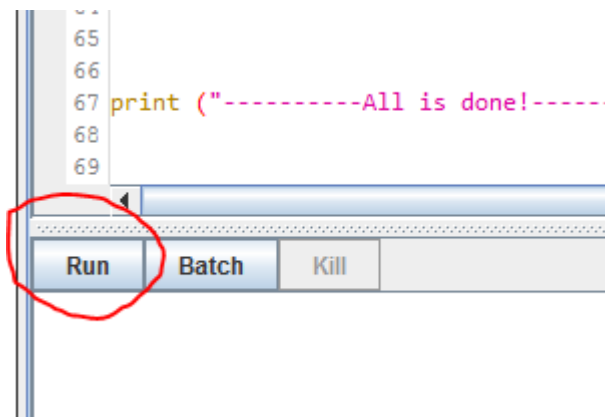 65
66
67 print ("----------All is done!------
68
69
Run Batch Kill